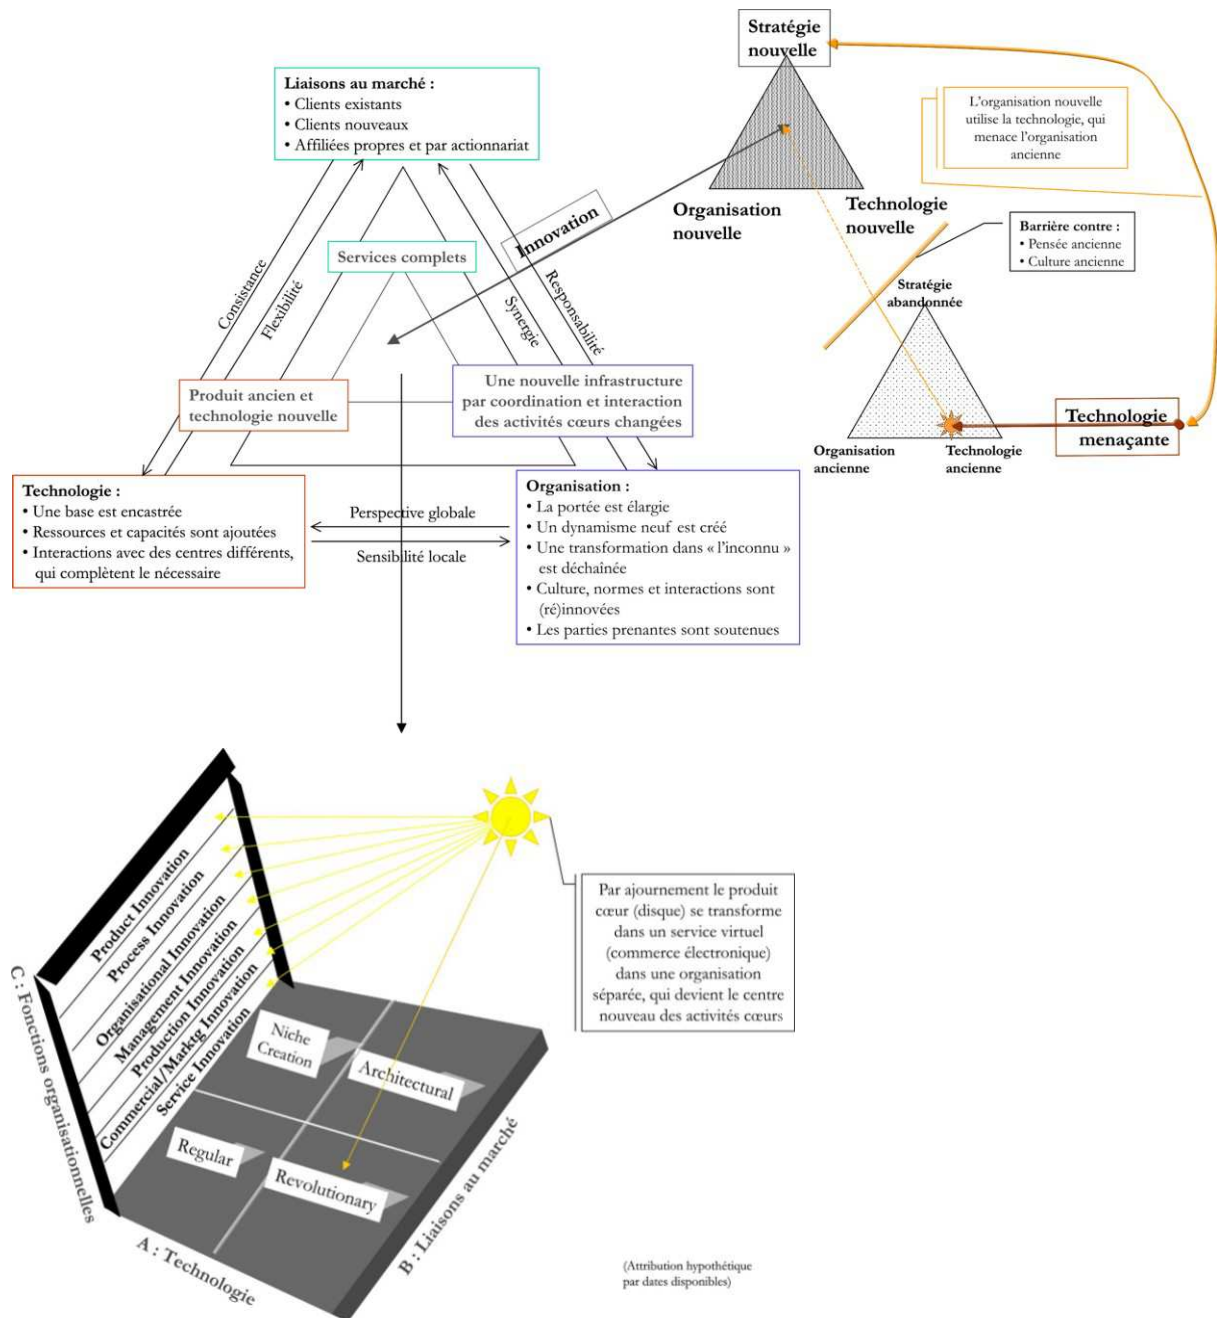 Stratégie
nouvelle
Liaisons au marché :
• Clients existants
• Clients nouveaux
• Affiliées propres et par actionnariat
L'organisation nouvelle
utilise la technologie, qui
menace l'organisation
ancienne
Organisation
nouvelle
Technologie
nouvelle
Innovation
Barrière contre :
• Pensée ancienne
• Culture ancienne
Services complets
Consistance
Flexibilité
Synergie
Responsabilité
Stratégie
abandonnée
Produit ancien et
technologie nouvelle
Une nouvelle infrastructure
par coordination et interaction
des activités cœurs changées
Technologie
menaçante
Organisation
ancienne
Technologie
ancienne
Technologie :
• Une base est encastrée
• Ressources et capacités sont ajoutées
• Interactions avec des centres différents,
qui complètent le nécessaire
Perspective globale
Sensibilité locale
Organisation :
• La portée est élargie
• Un dynamisme neuf est créé
• Une transformation dans « l'inconnu »
est déchaînée
• Culture, normes et interactions sont
(ré)innovées
• Les parties prenantes sont soutenues
Product Innovation
Process Innovation
Organisational Innovation
Management Innovation
Production Innovation
Commercial/Marktg Innovation
Service Innovation
C : Fonctions organisationnelles
Par ajournement le produit
cœur (disque) se transforme
dans un service virtuel
(commerce électronique)
dans une organisation
séparée, qui devient le centre
nouveau des activités cœurs
Niche
Creation
Architectural
Regular
Revolutionary
A : Technologie
B : Liaisons au marché
(Attribution hypothétique
par dates disponibles)